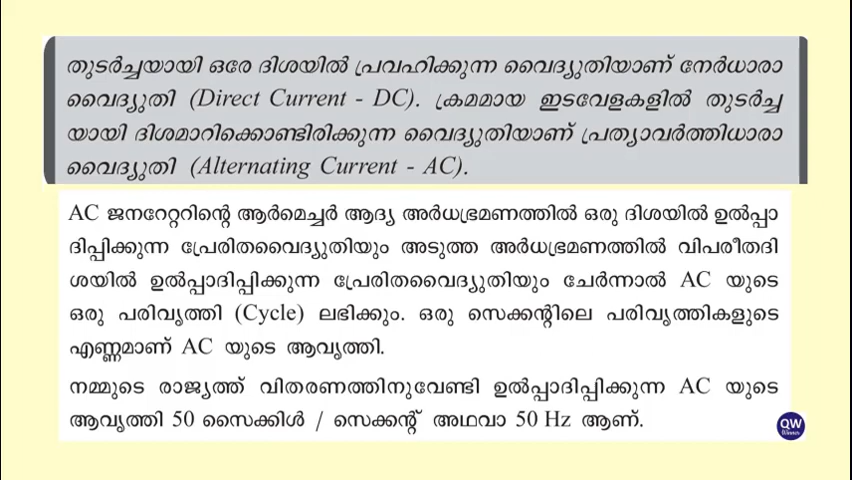 തുടർച്ചയായി ഒരേ ദിശയിൽ പ്രവഹിക്കുന്ന വൈദ്യുതിയാണ് നേർധാരാ
വൈദ്യുതി (Direct Current - DC). ക്രമമായ ഇടവേളകളിൽ തുടർച്ച
യായി ദിശമാറിക്കൊണ്ടിരിക്കുന്ന വൈദ്യുതിയാണ് പ്രത്യാവർത്തിധാരാ
വൈദ്യുതി (Alternating Current - AC).
AC ജനറേറ്ററിന്റെ ആർമെച്ചർ ആദ്യ അർധഭ്രമണത്തിൽ ഒരു ദിശയിൽ ഉൽപ്പാ
ദിപ്പിക്കുന്ന പ്രേരിതവൈദ്യുതിയും അടുത്ത അർധഭ്രമണത്തിൽ വിപരീതദി
ശയിൽ ഉൽപ്പാദിപ്പിക്കുന്ന പ്രേരിതവൈദ്യുതിയും ചേർന്നാൽ AC യുടെ
ഒരു പരിവൃത്തി (Cycle) ലഭിക്കും. ഒരു സെക്കന്റിലെ പരിവൃത്തികളുടെ
എണ്ണമാണ് AC യുടെ ആവൃത്തി.
നമ്മുടെ രാജ്യത്ത് വിതരണത്തിനുവേണ്ടി ഉൽപ്പാദിപ്പിക്കുന്ന AC യുടെ
ആവൃത്തി 50 സൈക്കിൾ / സെക്കന്റ് അഥവാ 50 Hz ആണ്.
QW